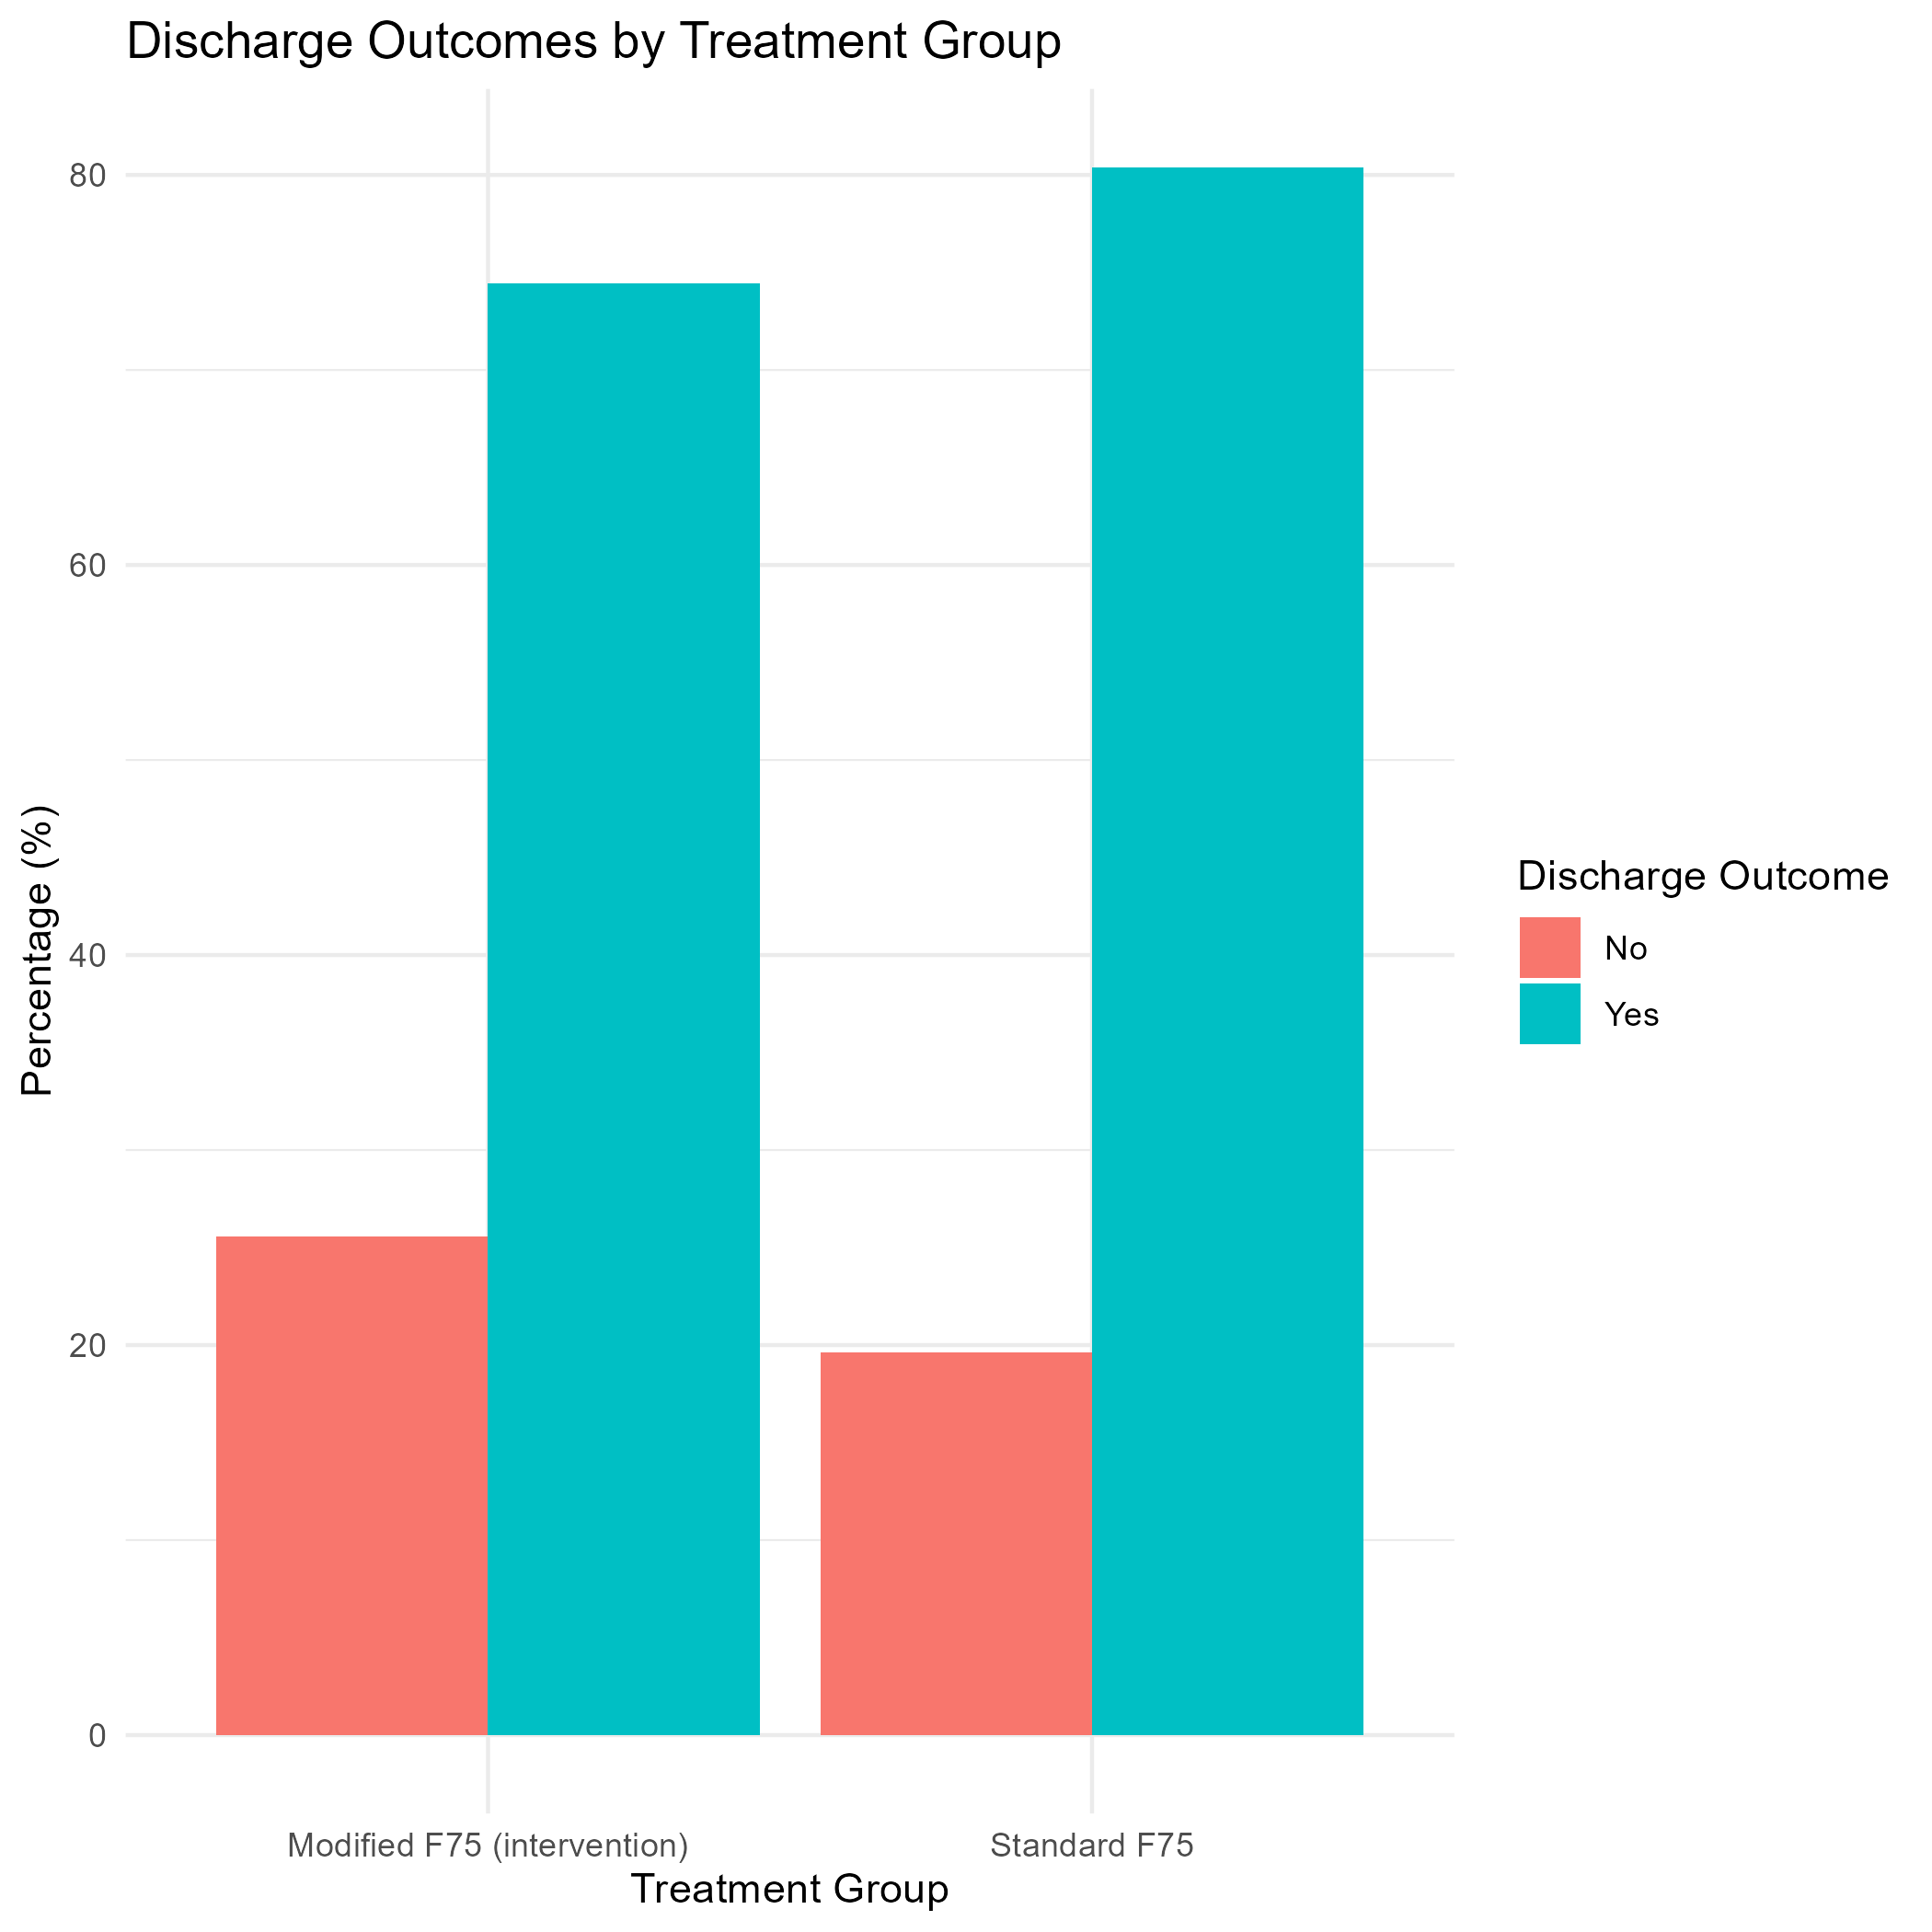 Discharge Outcomes by Treatment Group
80
60
40
20
0
Percentage (%)
Modified F75 (intervention)
Standard F75
Treatment Group
Discharge Outcome
No
Yes